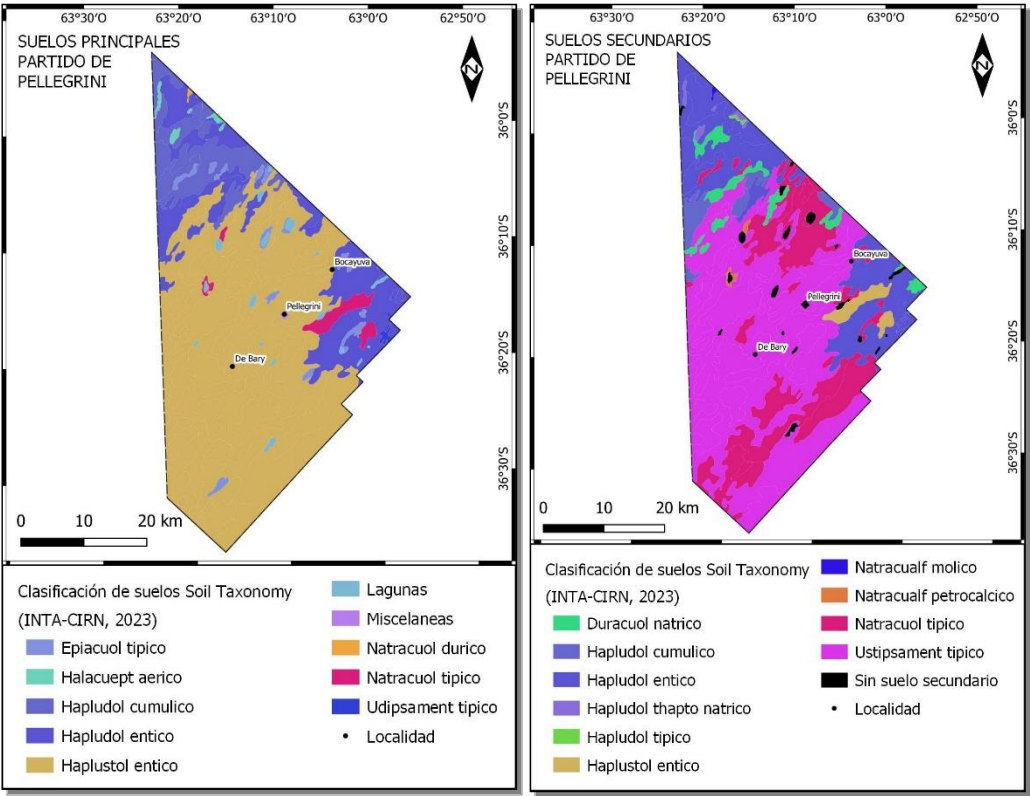 63°30'O 63°20'O 63°10'O 63°0'O 62°50'O
SUELOS PRINCIPALES
PARTIDO DE
PELLEGRINI
N
36°0'S
36°10'S
36°20'S
36°30'S
Bocayuva
Pellegrini
De Bary
0 10 20 km
Clasificación de suelos Soil Taxonomy
(INTA-CIRN, 2023)
Epiacuol tipico
Halacuept aerico
Hapludol cumulico
Hapludol entico
Haplustol entico
Lagunas
Miscelaneas
Natracuol durico
Natracuol tipico
Udipsament tipico
Localidad
63°30'O 63°20'O 63°10'O 63°0'O 62°50'O
SUELOS SECUNDARIOS
PARTIDO DE
PELLEGRINI
N
36°0'S
36°10'S
36°20'S
36°30'S
Bocayuva
Pellegrini
De Bary
0 10 20 km
Clasificación de suelos Soil Taxonomy
(INTA-CIRN, 2023)
Duracuol natrico
Hapludol cumulico
Hapludol entico
Hapludol thapto natrico
Hapludol tipico
Haplustol entico
Natracualf molico
Natracualf petrocalcico
Natracuol tipico
Ustipsament tipico
Sin suelo secundario
Localidad